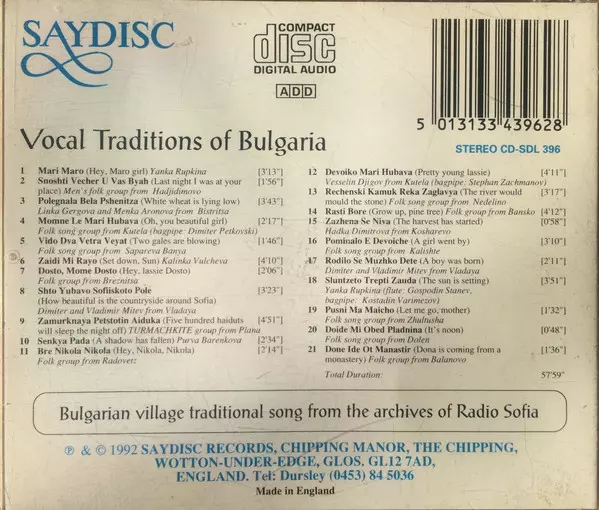 SAYDISC
COMPACT
disc
DIGITAL AUDIO
ADD
5 013133 439628
STEREO CD-SDL 396
Vocal Traditions of Bulgaria
1 Mari Maro (Hey, Maro girl) Yanka Rupkina [3'13"]
2 Snoshti Vecher U Vas Byah (Last night I was at your [1'56"]
place) Men's folk group from Hadjidimovo
3 Polegnala Bela Pshenitza (White wheat is lying low) [3'43"]
Linka Gergova and Menka Aronova from Bistritsa
4 Momne Le Mari Hubava (Oh, you beautiful girl) [2'17"]
Folk song group from Kutela (bagpipe: Dimiter Petkovski)
5 Vido Dva Vetra Veyat (Two gales are blowing) [1'46"]
Folk song group from Sapareva Banya
6 Zaidi Mi Rayo (Set down, Sun) Kalinka Vulcheva [4'10"]
7 Dosto, Mome Dosto (Hey, lassie Dosto) [2'06"]
Folk group from Breznitsa
8 Shto Yubavo Sofiiskoto Pole [3'23"]
(How beautiful is the countryside around Sofia)
Dimiter and Vladimir Mitev from Vladaya
9 Zamurknaya Petstotin Aiduka (Five hundred haiduts [4'51"]
will sleep the night off) TURMACHKITE group from Piana
10 Senkya Pada (A shadow has fallen) Purva Barenkova [2'34"]
11 Bre Nikola Nikola (Hey, Nikola, Nikola) [2'14"]
Folk group from Radovetz
12 Devoiko Mari Hubava (Pretty young lassie) [4'11"]
Vesselin Djigov from Kutela (bagpipe: Stephan Zachmanov)
13 Rechenski Kamuk Reka Zaglavya (The river would [3'17"]
mould the stone) Folk group from Nedelino
14 Rasti Bore (Grow up, pine tree) Folk group from Bansko [4'12"]
15 Zazhena Se Niva (The harvest has started) [0'58"]
Hadka Dimitrova from Kosharevo
16 Pominalo E Devoiche (A girl went by) [3'10"]
Folk song group from Kalishte
17 Rodilo Se Muzhko Dete (A boy was born) [2'11"]
Dimiter and Vladimir Mitev from Vladaya
18 Sluntzeto Trepti Zauda (The sun is setting) [3'51"]
Yanka Rupkina (flute: Gospodin Stanev,
bagpipe: Kostadin Varimezov)
19 Pusni Ma Maicho (Let me go, mother) [1'32"]
Folk song group from Zhulhusha
20 Doide Mi Obed Pladnina (It's noon) [0'48"]
Folk group from Dolen
21 Done Ide Ot Manastir (Dona is coming from a [1'36"]
monastery) Folk group from Balanovo
Total Duration: 57'59"
Bulgarian village traditional song from the archives of Radio Sofia
℗ & © 1992 SAYDISC RECORDS, CHIPPING MANOR, THE CHIPPING,
WOTTON-UNDER-EDGE, GLOS. GL12 7AD,
ENGLAND. Tel: Dursley (0453) 84 5036
Made in England